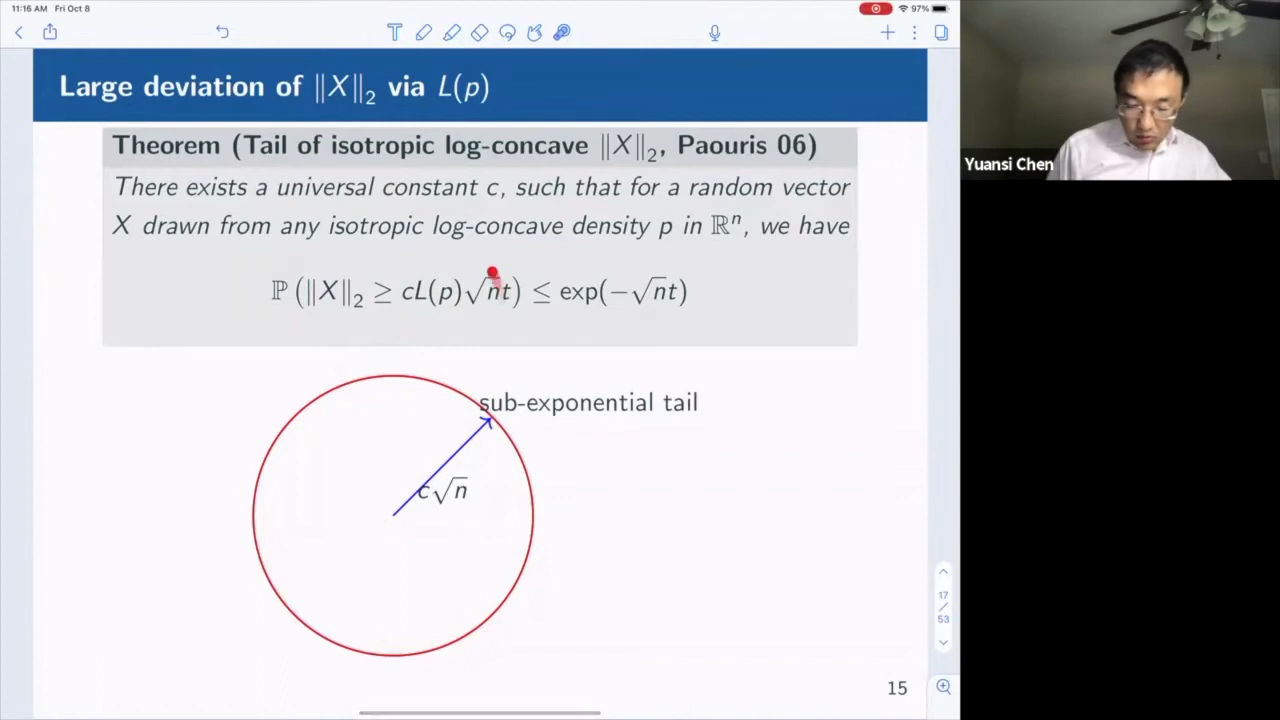 11:16 AM Fri Oct 8
97%
Large deviation of ‖X‖₂ via L(p)
Theorem (Tail of isotropic log-concave ‖X‖₂, Paouris 06)
There exists a universal constant c, such that for a random vector
X drawn from any isotropic log-concave density p in ℝⁿ, we have
ℙ (‖X‖₂ ≥ cL(p)√nt) ≤ exp(−√nt)
sub-exponential tail
c√n
17
/
53
15
Yuansi Chen